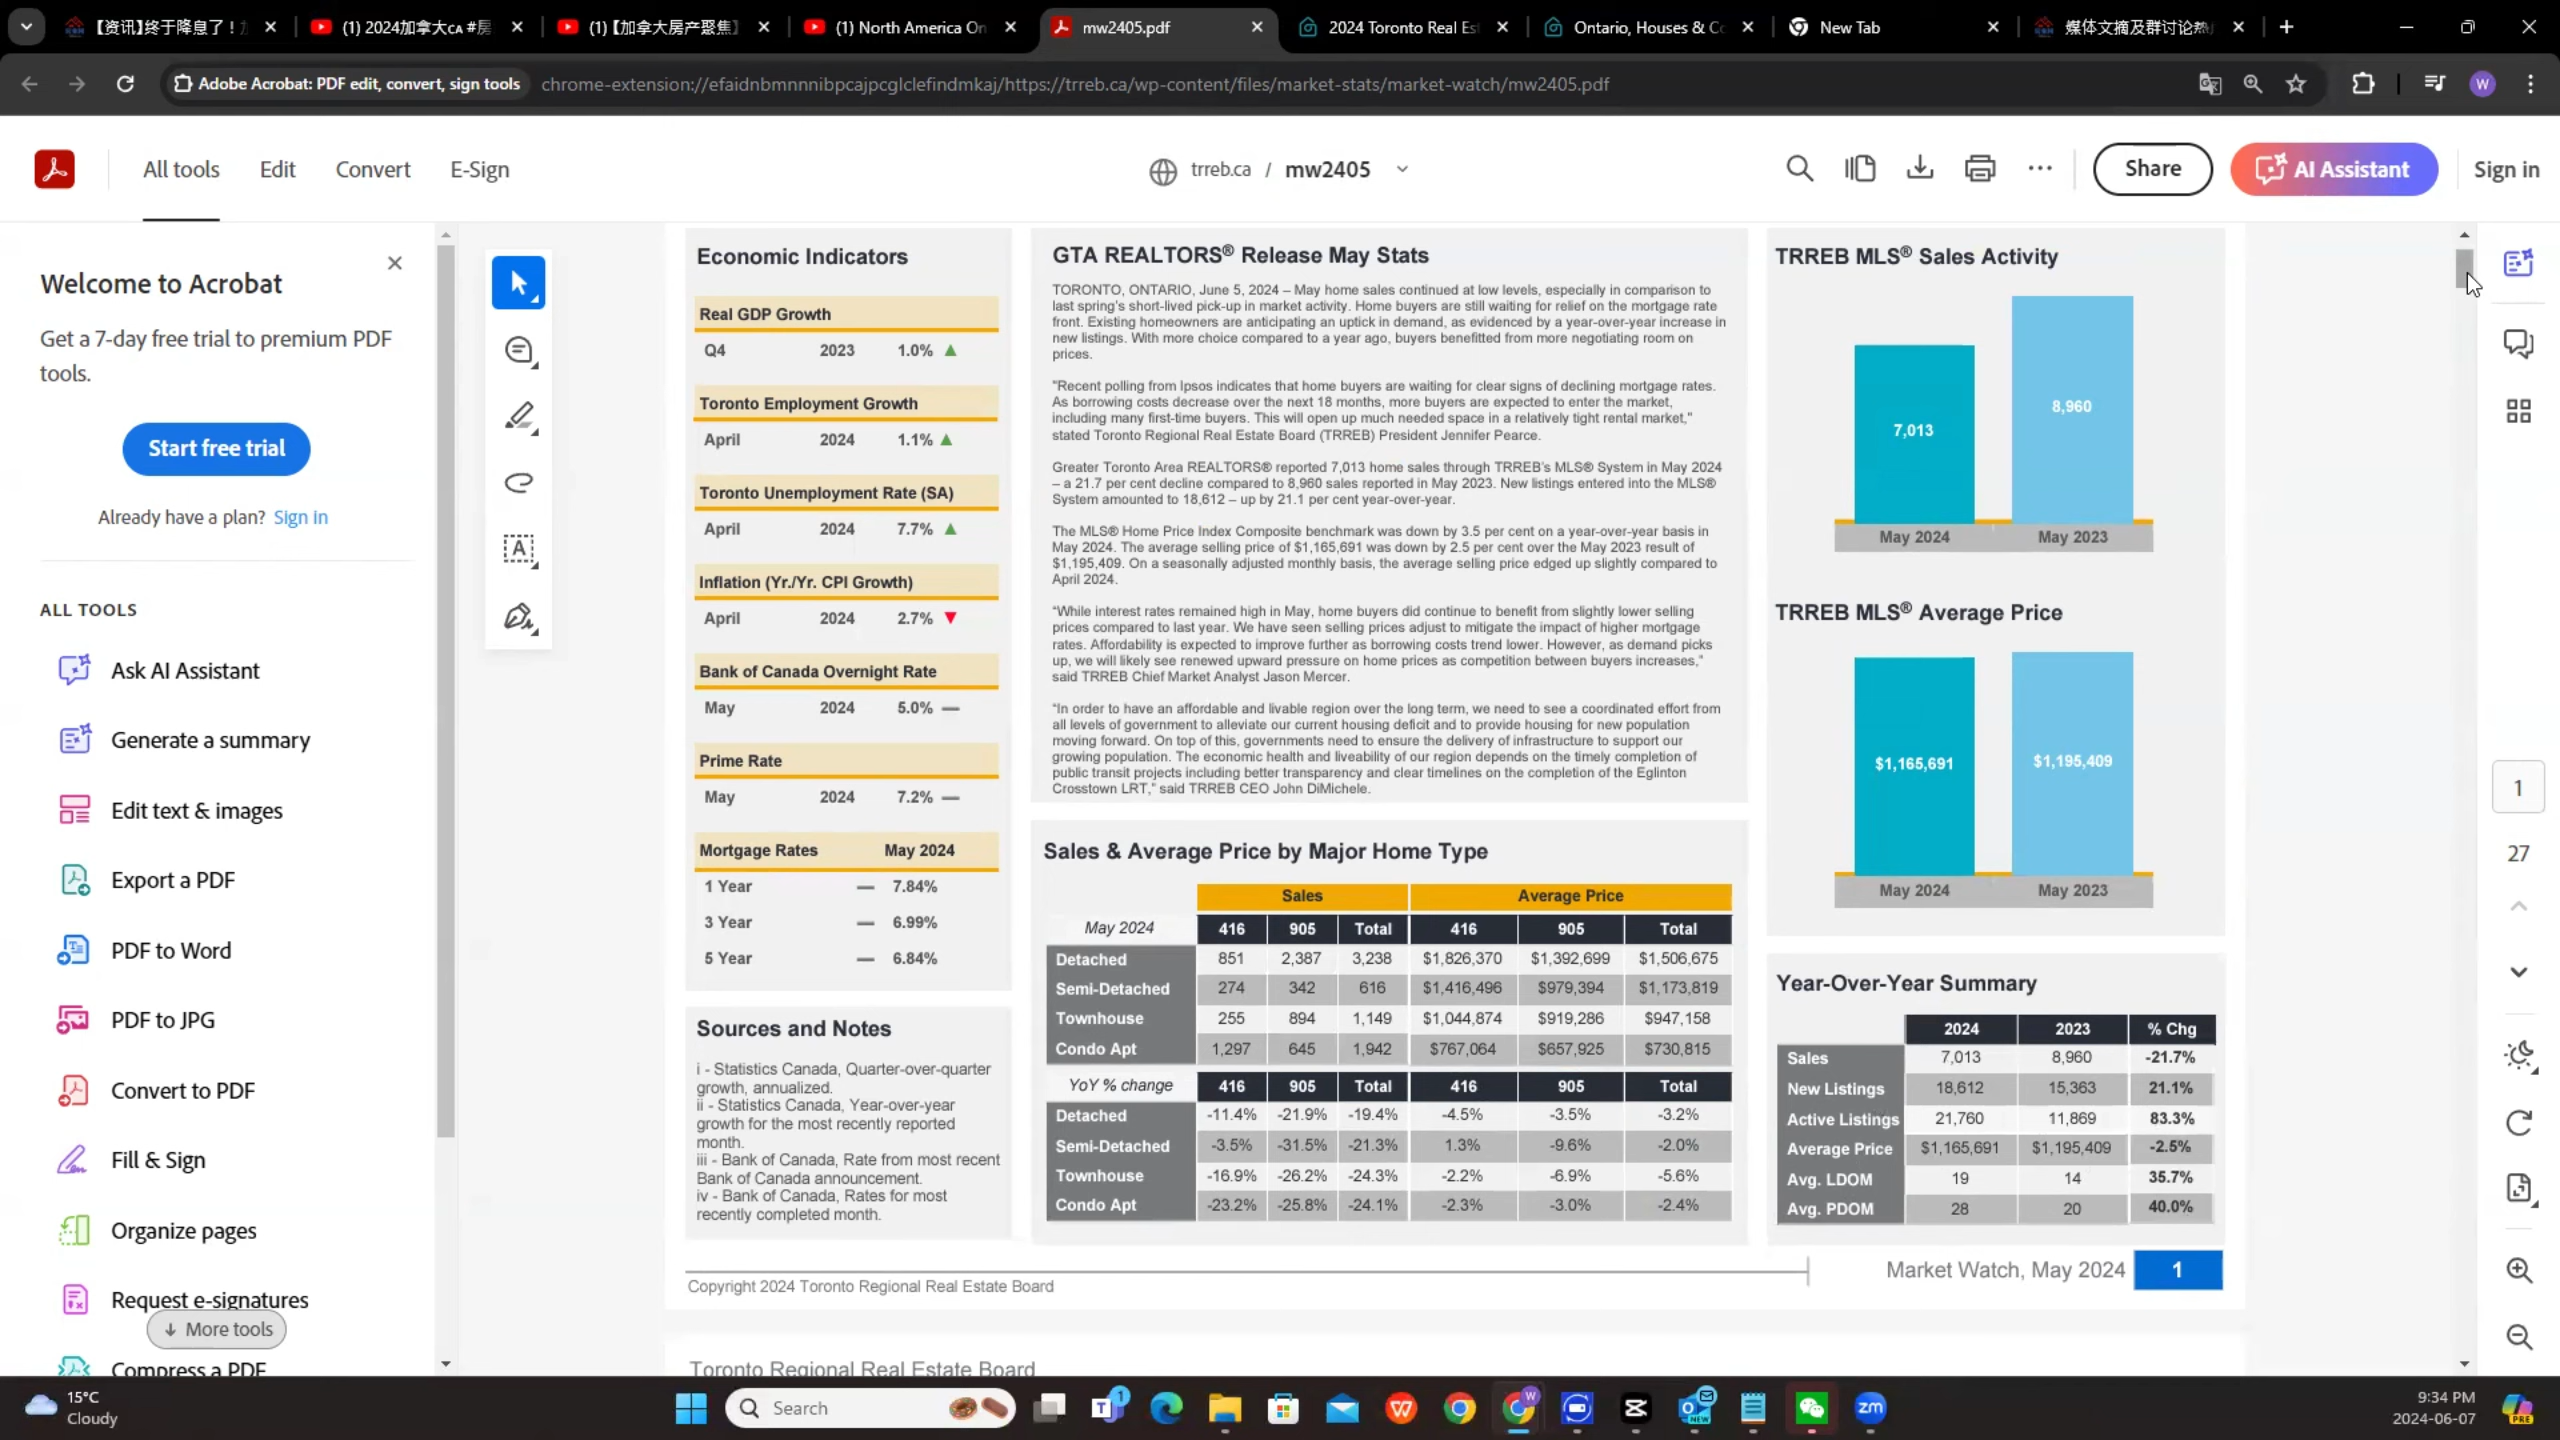 【资讯】终于降息了！
(1) 2024加拿大CA #房
(1)【加拿大房产聚焦】
(1) North America On
mw2405.pdf
2024 Toronto Real Es
Ontario, Houses & Co
New Tab
媒体文摘及群讨论热
Adobe Acrobat: PDF edit, convert, sign tools
chrome-extension://efaidnbmnnnibpcajpcglclefindmkaj/https://trreb.ca/wp-content/files/market-stats/market-watch/mw2405.pdf
W
All tools
Edit
Convert
E-Sign
trreb.ca / mw2405
Share
AI Assistant
Sign in
Welcome to Acrobat
Get a 7-day free trial to premium PDF
tools.
Start free trial
Already have a plan? Sign in
ALL TOOLS
Ask AI Assistant
Generate a summary
Edit text & images
Export a PDF
PDF to Word
PDF to JPG
Convert to PDF
Fill & Sign
Organize pages
Request e-signatures
More tools
Compress a PDF
Economic Indicators
Real GDP Growth
Q4 2023 1.0% ▲
Toronto Employment Growth
April 2024 1.1% ▲
Toronto Unemployment Rate (SA)
April 2024 7.7% ▲
Inflation (Yr./Yr. CPI Growth)
April 2024 2.7% ▼
Bank of Canada Overnight Rate
May 2024 5.0% —
Prime Rate
May 2024 7.2% —
Mortgage Rates May 2024
1 Year — 7.84%
3 Year — 6.99%
5 Year — 6.84%
Sources and Notes
i - Statistics Canada, Quarter-over-quarter
growth, annualized.
ii - Statistics Canada, Year-over-year
growth for the most recently reported
month.
iii - Bank of Canada, Rate from most recent
Bank of Canada announcement.
iv - Bank of Canada, Rates for most
recently completed month.
GTA REALTORS® Release May Stats
TORONTO, ONTARIO, June 5, 2024 – May home sales continued at low levels, especially in comparison to
last spring's short-lived pick-up in market activity. Home buyers are still waiting for relief on the mortgage rate
front. Existing homeowners are anticipating an uptick in demand, as evidenced by a year-over-year increase in
new listings. With more choice compared to a year ago, buyers benefitted from more negotiating room on
prices.
"Recent polling from Ipsos indicates that home buyers are waiting for clear signs of declining mortgage rates.
As borrowing costs decrease over the next 18 months, more buyers are expected to enter the market,
including many first-time buyers. This will open up much needed space in a relatively tight rental market,"
stated Toronto Regional Real Estate Board (TRREB) President Jennifer Pearce.
Greater Toronto Area REALTORS® reported 7,013 home sales through TRREB's MLS® System in May 2024
– a 21.7 per cent decline compared to 8,960 sales reported in May 2023. New listings entered into the MLS®
System amounted to 18,612 – up by 21.1 per cent year-over-year.
The MLS® Home Price Index Composite benchmark was down by 3.5 per cent on a year-over-year basis in
May 2024. The average selling price of $1,165,691 was down by 2.5 per cent over the May 2023 result of
$1,195,409. On a seasonally adjusted monthly basis, the average selling price edged up slightly compared to
April 2024.
"While interest rates remained high in May, home buyers did continue to benefit from slightly lower selling
prices compared to last year. We have seen selling prices adjust to mitigate the impact of higher mortgage
rates. Affordability is expected to improve further as borrowing costs trend lower. However, as demand picks
up, we will likely see renewed upward pressure on home prices as competition between buyers increases,"
said TRREB Chief Market Analyst Jason Mercer.
"In order to have an affordable and livable region over the long term, we need to see a coordinated effort from
all levels of government to alleviate our current housing deficit and to provide housing for new population
moving forward. On top of this, governments need to ensure the delivery of infrastructure to support our
growing population. The economic health and liveability of our region depends on the timely completion of
public transit projects including better transparency and clear timelines on the completion of the Eglinton
Crosstown LRT," said TRREB CEO John DiMichele.
Sales & Average Price by Major Home Type
Sales Average Price
May 2024 416 905 Total 416 905 Total
Detached 851 2,387 3,238 $1,826,370 $1,392,699 $1,506,675
Semi-Detached 274 342 616 $1,416,496 $979,394 $1,173,819
Townhouse 255 894 1,149 $1,044,874 $919,286 $947,158
Condo Apt 1,297 645 1,942 $767,064 $657,925 $730,815
YoY % change 416 905 Total 416 905 Total
Detached -11.4% -21.9% -19.4% -4.5% -3.5% -3.2%
Semi-Detached -3.5% -31.5% -21.3% 1.3% -9.6% -2.0%
Townhouse -16.9% -26.2% -24.3% -2.2% -6.9% -5.6%
Condo Apt -23.2% -25.8% -24.1% -2.3% -3.0% -2.4%
TRREB MLS® Sales Activity
7,013 8,960
May 2024 May 2023
TRREB MLS® Average Price
$1,165,691 $1,195,409
May 2024 May 2023
Year-Over-Year Summary
2024 2023 % Chg
Sales 7,013 8,960 -21.7%
New Listings 18,612 15,363 21.1%
Active Listings 21,760 11,869 83.3%
Average Price $1,165,691 $1,195,409 -2.5%
Avg. LDOM 19 14 35.7%
Avg. PDOM 28 20 40.0%
Copyright 2024 Toronto Regional Real Estate Board
Market Watch, May 2024 1
Toronto Regional Real Estate Board
1
27
15°C
Cloudy
Search
9:34 PM
2024-06-07